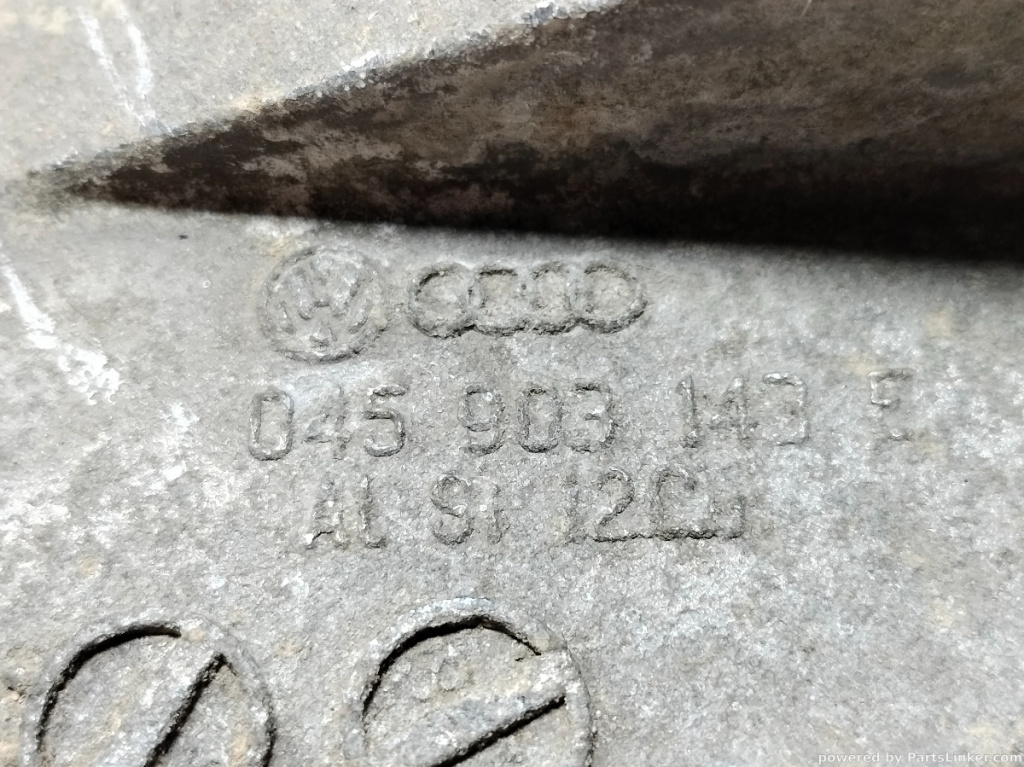 045 903 143 E
Al Si 12Cu
powered by PartsLinker.com